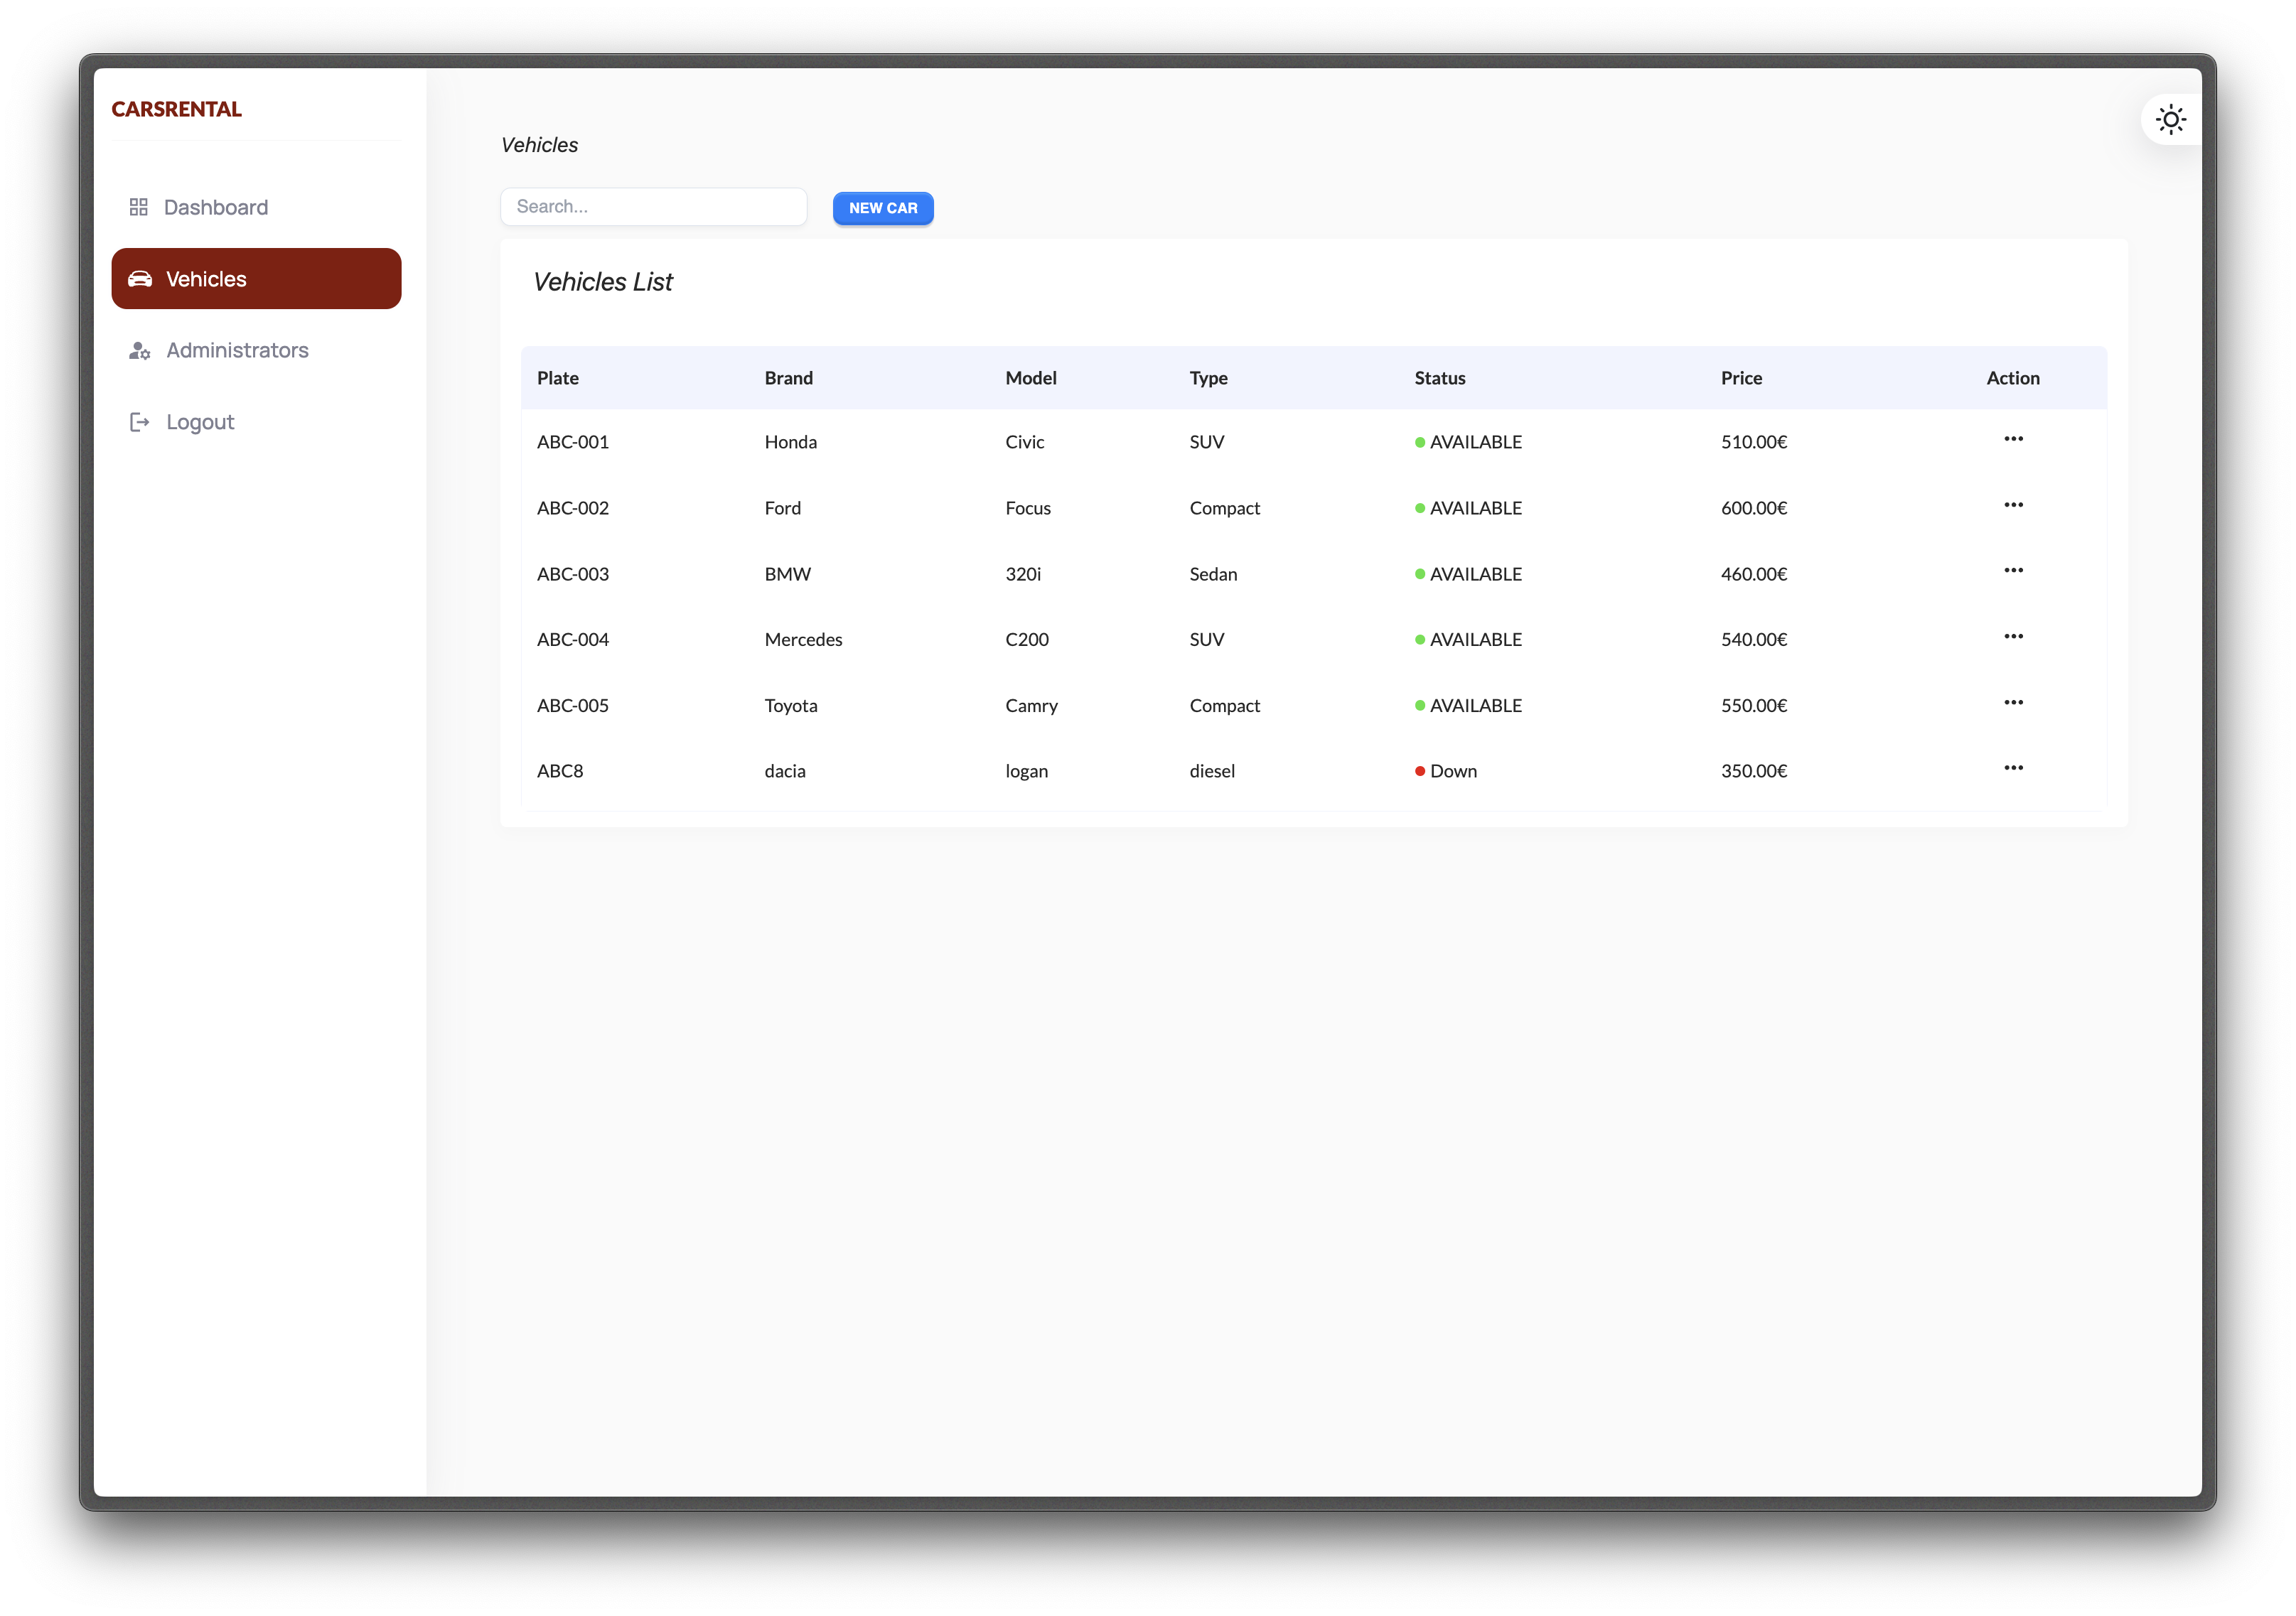 CARSRENTAL
Dashboard
Vehicles
Administrators
Logout
Vehicles
Search...
NEW CAR
Vehicles List
Plate Brand Model Type Status Price Action
ABC-001 Honda Civic SUV AVAILABLE 510.00€
ABC-002 Ford Focus Compact AVAILABLE 600.00€
ABC-003 BMW 320i Sedan AVAILABLE 460.00€
ABC-004 Mercedes C200 SUV AVAILABLE 540.00€
ABC-005 Toyota Camry Compact AVAILABLE 550.00€
ABC8 dacia logan diesel Down 350.00€